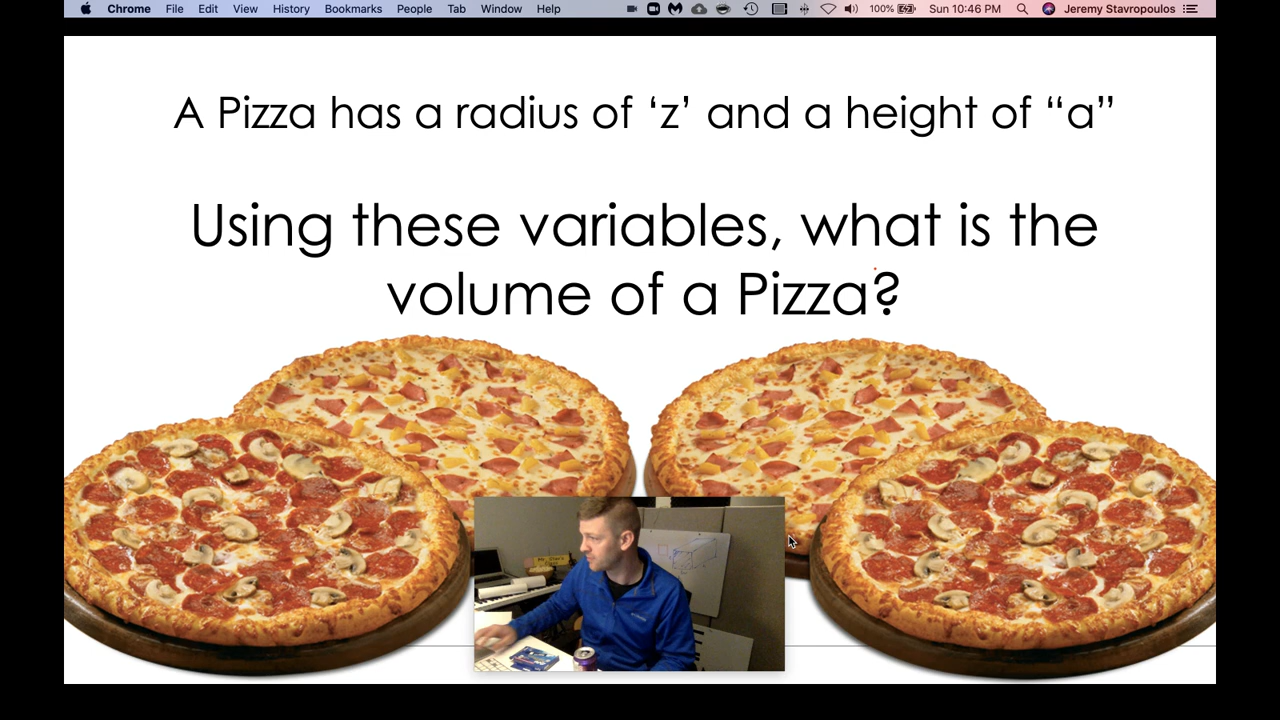 Chrome File Edit View History Bookmarks People Tab Window Help 100% Sun 10:46 PM Jeremy Stavropoulos
A Pizza has a radius of ‘z’ and a height of “a”
Using these variables, what is the
volume of a Pizza?